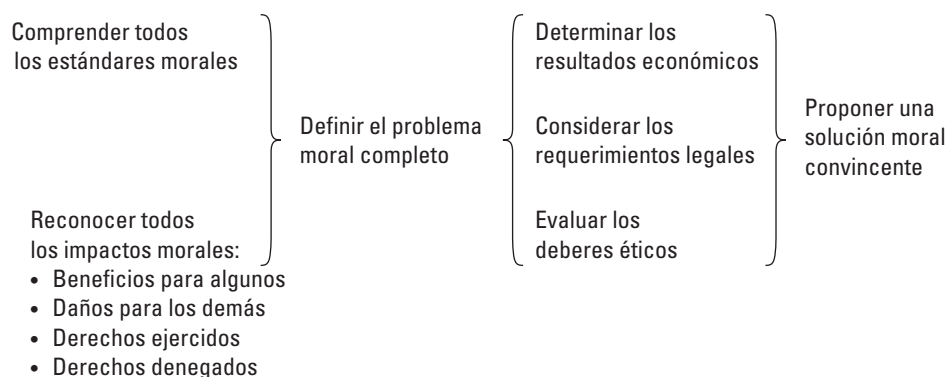 Comprender todos
los estándares morales
Reconocer todos
los impactos morales:
• Beneficios para algunos
• Daños para los demás
• Derechos ejercidos
• Derechos denegados
Definir el problema
moral completo
Determinar los
resultados económicos
Considerar los
requerimientos legales
Evaluar los
deberes éticos
Proponer una
solución moral
convincente